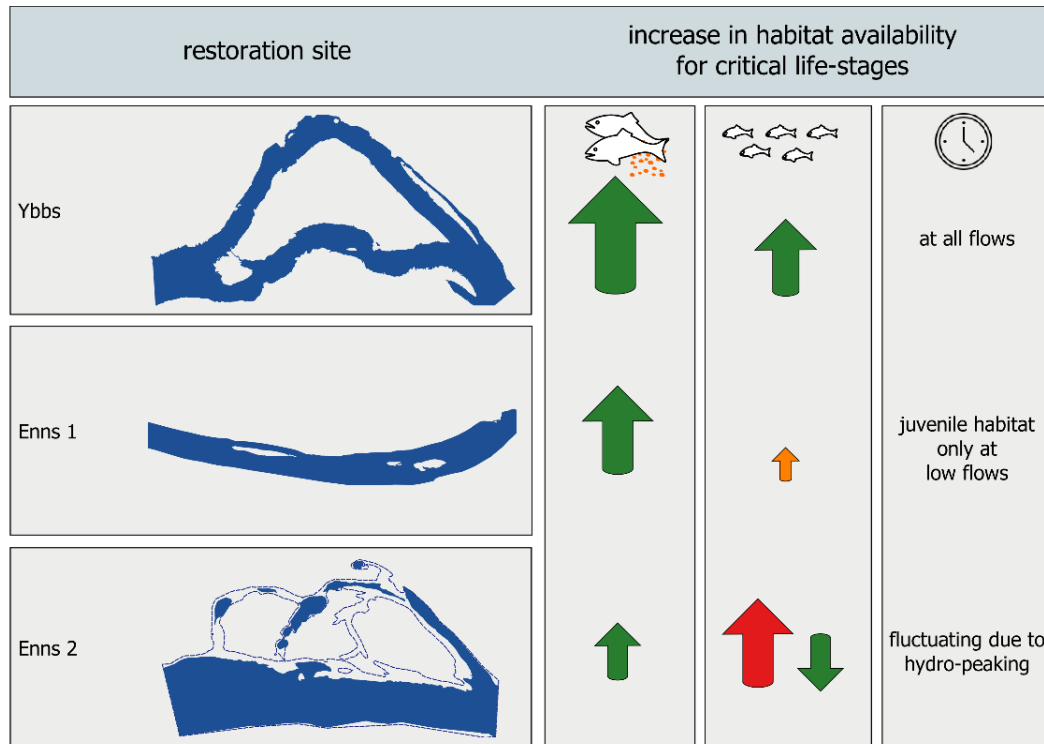 restoration site
increase in habitat availability
for critical life-stages
Ybbs
at all flows
Enns 1
juvenile habitat
only at
low flows
Enns 2
fluctuating due to
hydro-peaking